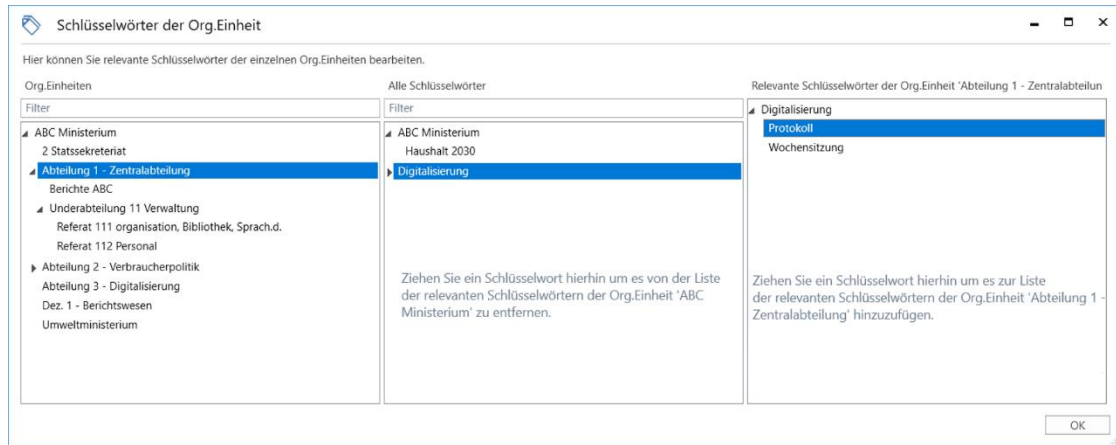 Schlüsselwörter der Org.Einheit
Hier können Sie relevante Schlüsselwörter der einzelnen Org.Einheiten bearbeiten.
Org.Einheiten
Filter
ABC Ministerium
2 Statssekreteriat
Abteilung 1 - Zentralabteilung
Berichte ABC
Underabteilung 11 Verwaltung
Referat 111 organisation, Bibliothek, Sprach.d.
Referat 112 Personal
Abteilung 2 - Verbraucherpolitik
Abteilung 3 - Digitalisierung
Dez. 1 - Berichtswesen
Umweltministerium
Alle Schlüsselwörter
Filter
ABC Ministerium
Haushalt 2030
Digitalisierung
Ziehen Sie ein Schlüsselwort hierhin um es von der Liste
der relevanten Schlüsselwörtern der Org.Einheit 'ABC
Ministerium' zu entfernen.
Relevante Schlüsselwörter der Org.Einheit 'Abteilung 1 - Zentralabteilun
Digitalisierung
Protokoll
Wochensitzung
Ziehen Sie ein Schlüsselwort hierhin um es zur Liste
der relevanten Schlüsselwörtern der Org.Einheit 'Abteilung 1 -
Zentralabteilung' hinzuzufügen.
OK